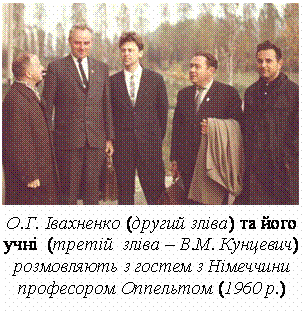 О.Г. Івахненко (другий зліва) та його
учні (третій зліва – В.М. Кунцевич)
розмовляють з гостем з Німеччини
професором Оппельтом (1960 р.)